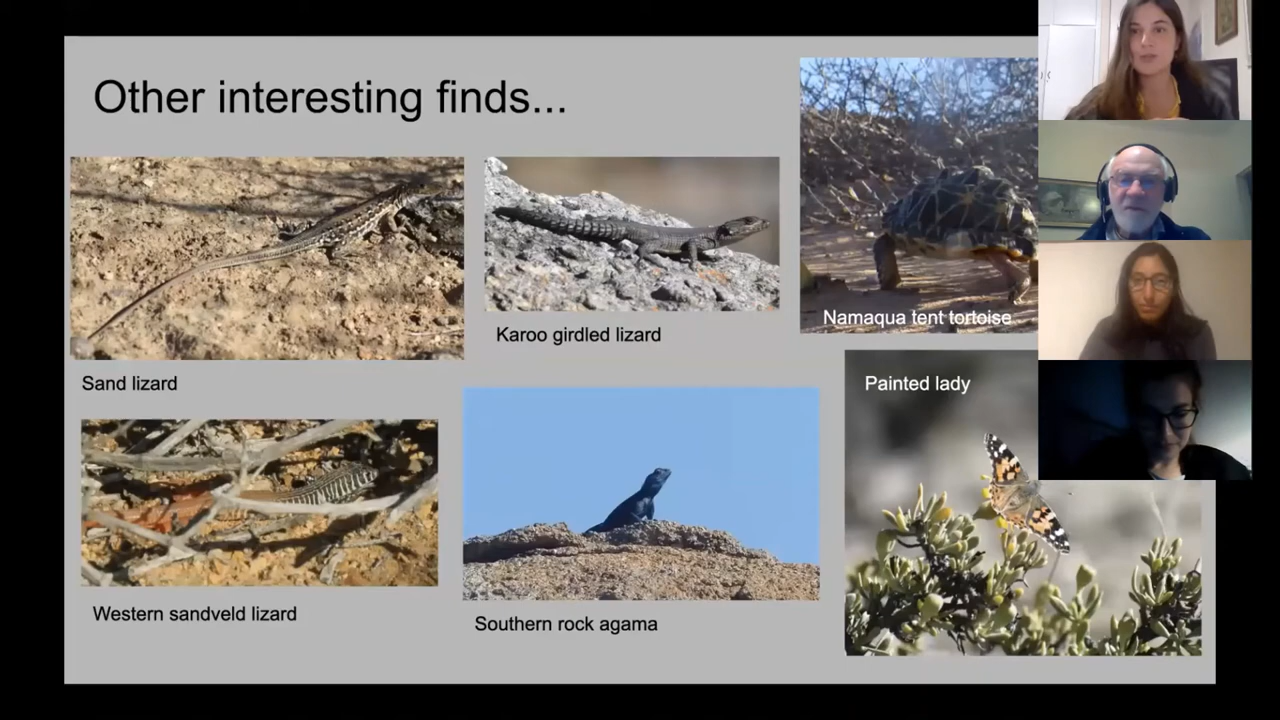 Other interesting finds...
Namaqua tent tortoise
Karoo girdled lizard
Sand lizard
Painted lady
Western sandveld lizard
Southern rock agama